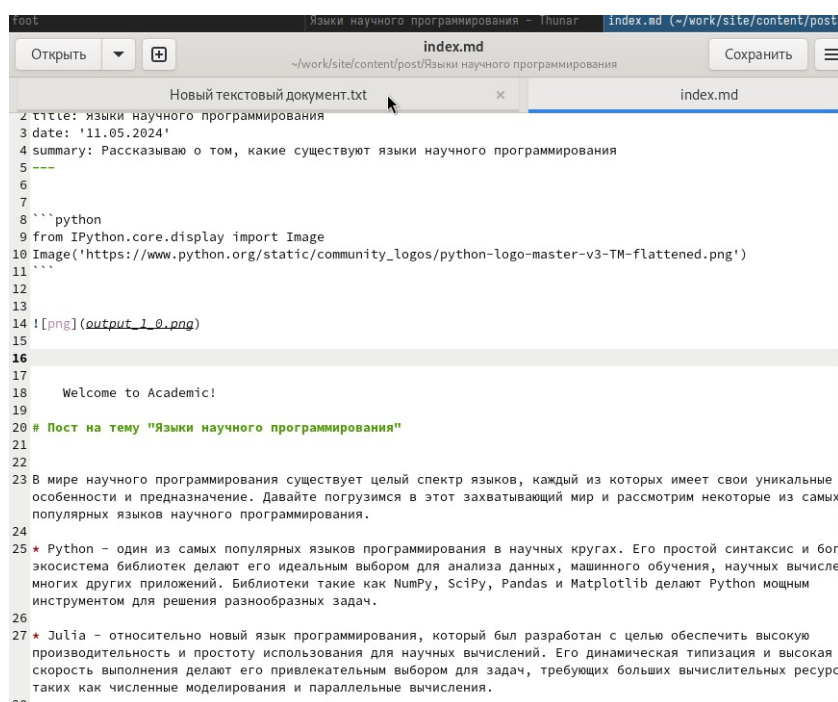 foot
Языки научного программирования - Thunar
index.md (~/work/site/content/post
Открыть
index.md
~/work/site/content/post/Языки научного программирования
Сохранить
Новый текстовый документ.txt
index.md
2 title: Языки научного программирования
3 date: '11.05.2024'
4 summary: Рассказываю о том, какие существуют языки научного программирования
5 ---
6
7
8 ```python
9 from IPython.core.display import Image
10 Image('https://www.python.org/static/community_logos/python-logo-master-v3-TM-flattened.png')
11 ```
12
13
14 ![png](output_1_0.png)
15
16
17
18 Welcome to Academic!
19
20 # Пост на тему "Языки научного программирования"
21
22
23 В мире научного программирования существует целый спектр языков, каждый из которых имеет свои уникальные
особенности и предназначение. Давайте погрузимся в этот захватывающий мир и рассмотрим некоторые из самых
популярных языков научного программирования.
24
25 * Python - один из самых популярных языков программирования в научных кругах. Его простой синтаксис и бог
экосистема библиотек делают его идеальным выбором для анализа данных, машинного обучения, научных вычисле
многих других приложений. Библиотеки такие как NumPy, SciPy, Pandas и Matplotlib делают Python мощным
инструментом для решения разнообразных задач.
26
27 * Julia - относительно новый язык программирования, который был разработан с целью обеспечить высокую
производительность и простоту использования для научных вычислений. Его динамическая типизация и высокая
скорость выполнения делают его привлекательным выбором для задач, требующих больших вычислительных ресурс
таких как численные моделирования и параллельные вычисления.